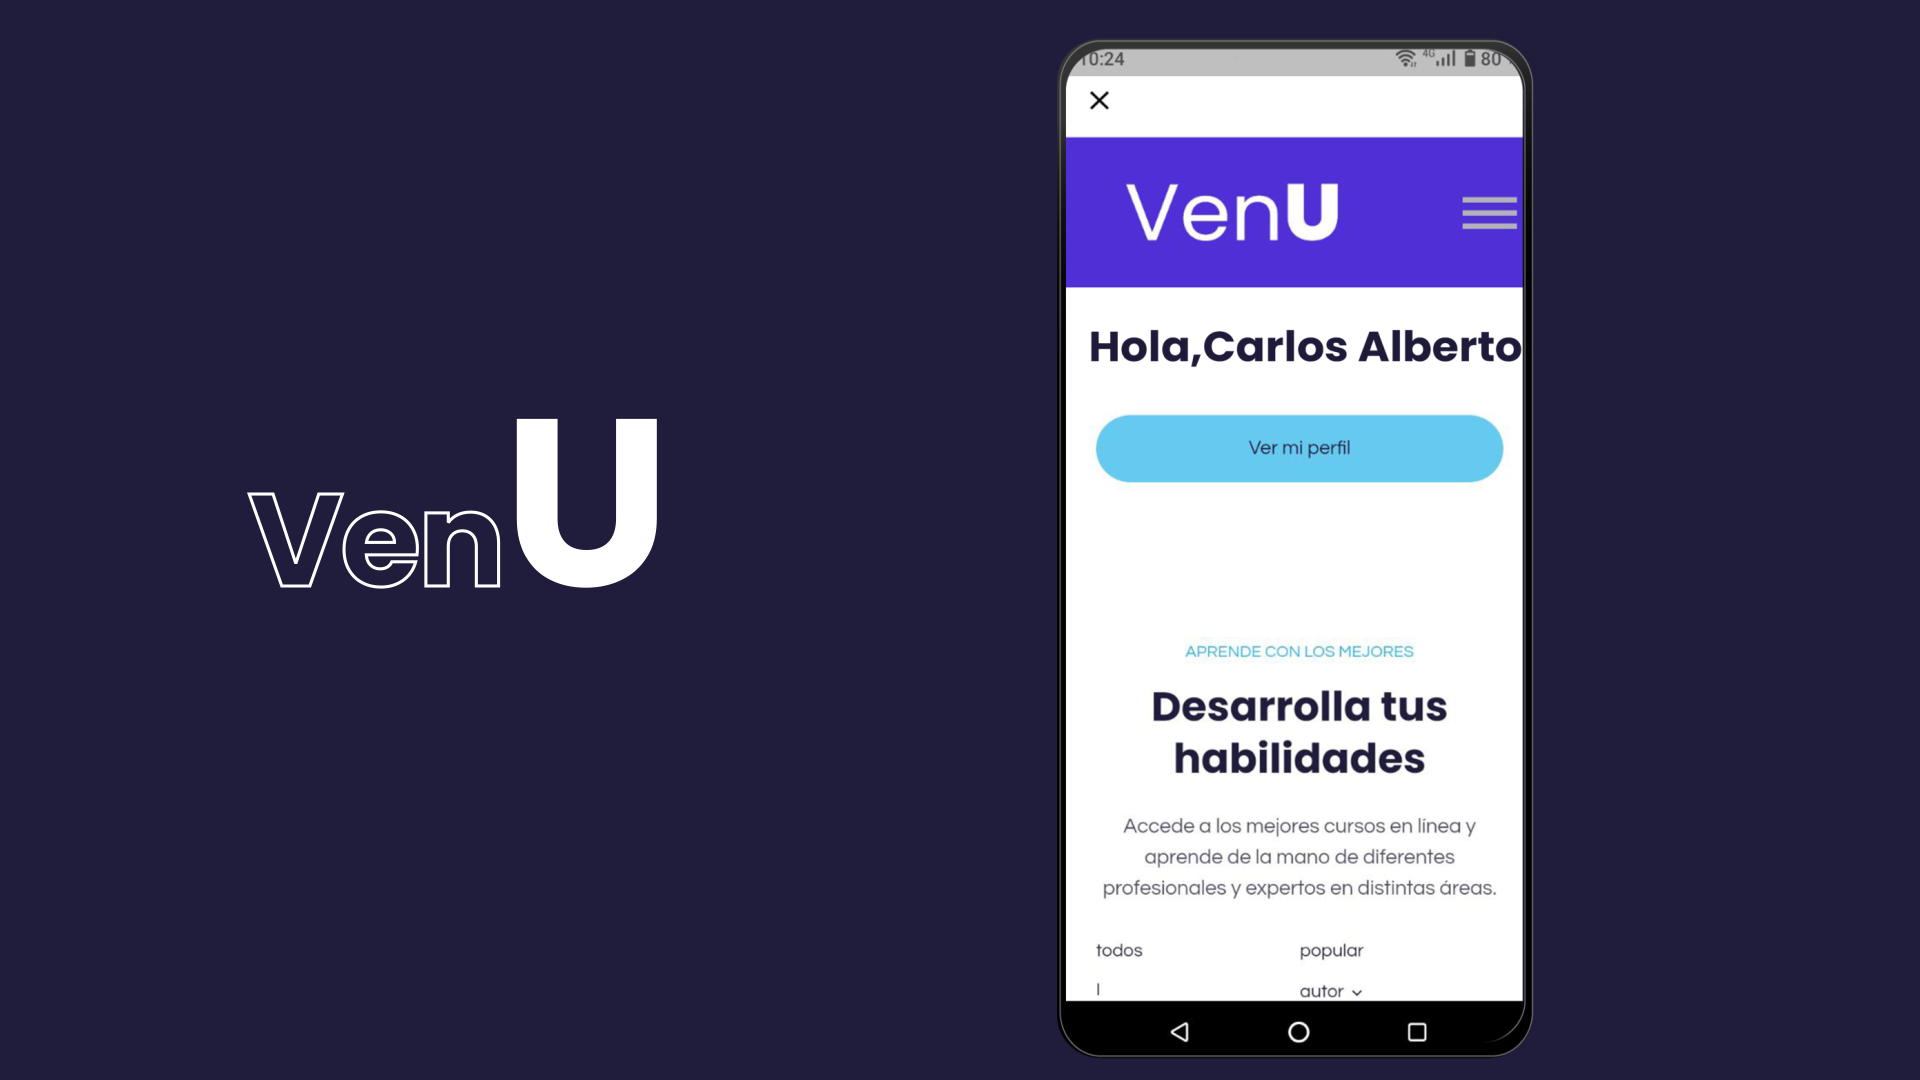 VenU
10:24
4G
80
VenU
Hola,Carlos Alberto
Ver mi perfil
APRENDE CON LOS MEJORES
Desarrolla tus
habilidades
Accede a los mejores cursos en línea y
aprende de la mano de diferentes
profesionales y expertos en distintas áreas.
todos
popular
autor